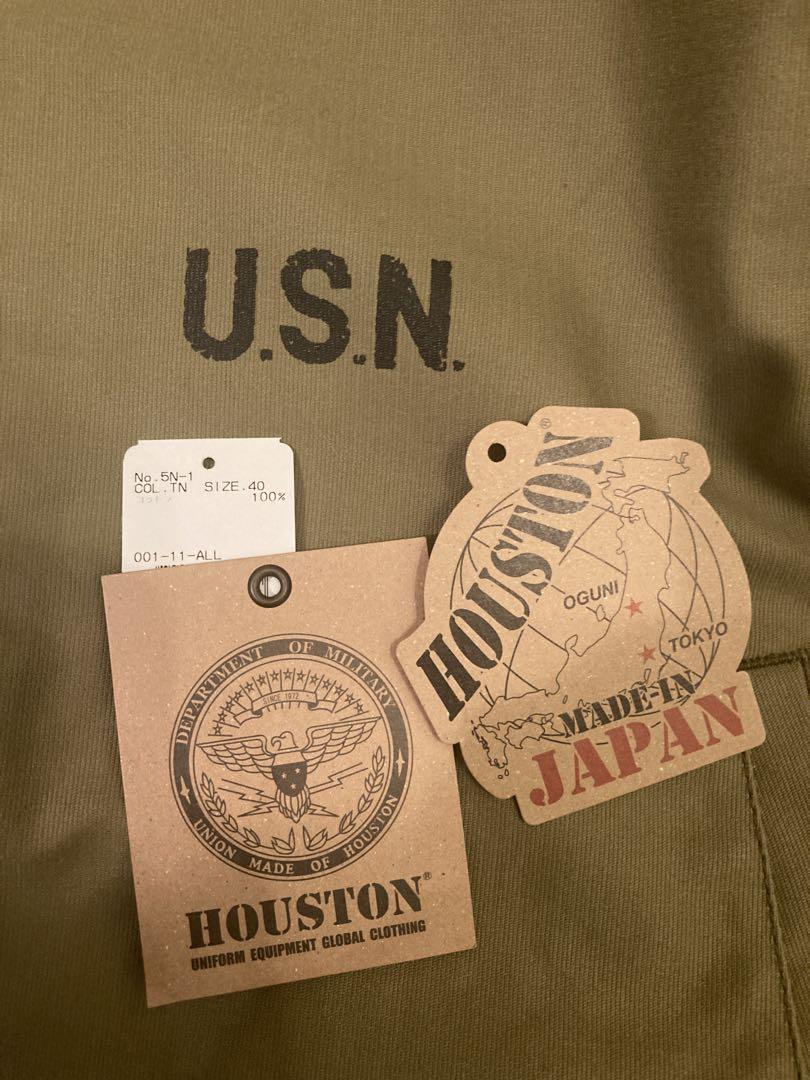 U.S.N.
No.5N-1
COL.TN SIZE.40
100%
001-11-ALL
DEPARTMENT OF MILITARY
SINCE 1972
UNION MADE OF HOUSTON
HOUSTON®
UNIFORM EQUIPMENT GLOBAL CLOTHING
HOUSTON®
OGUNI
TOKYO
MADE-IN
JAPAN